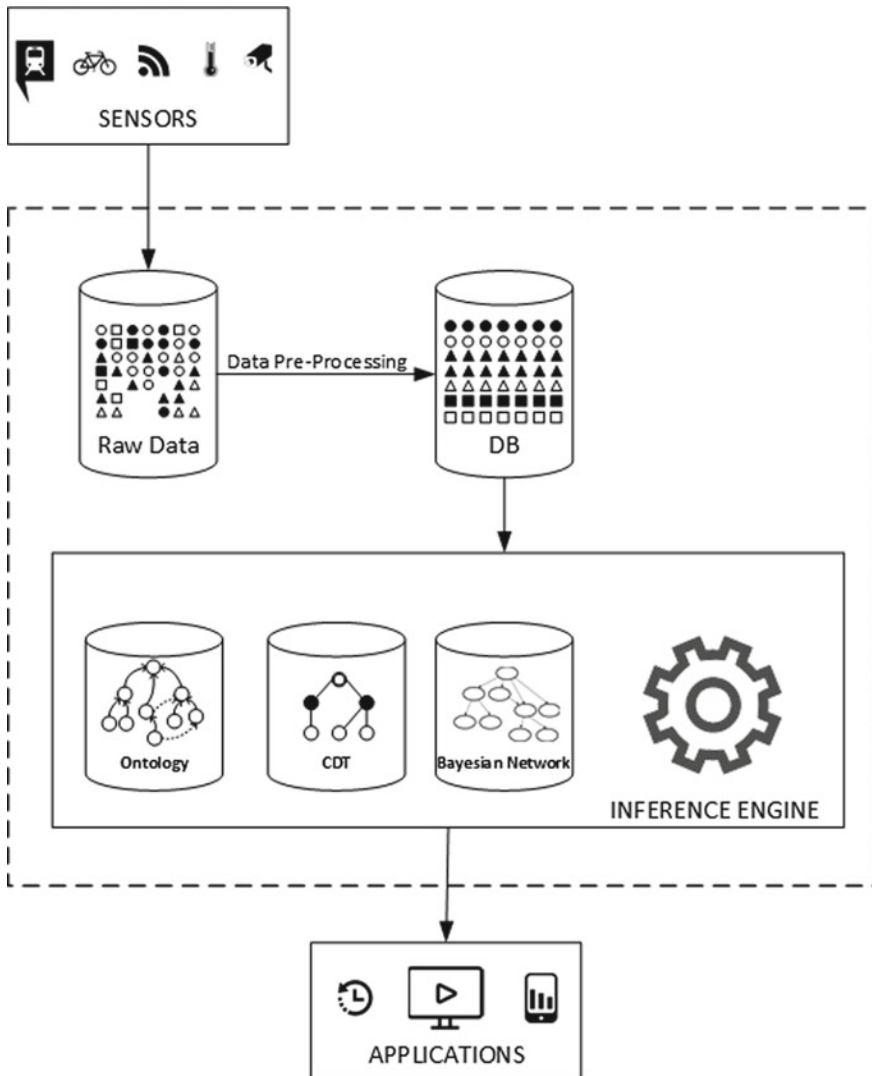 SENSORS
Data Pre-Processing
Raw Data
DB
Ontology
CDT
Bayesian Network
INFERENCE ENGINE
APPLICATIONS